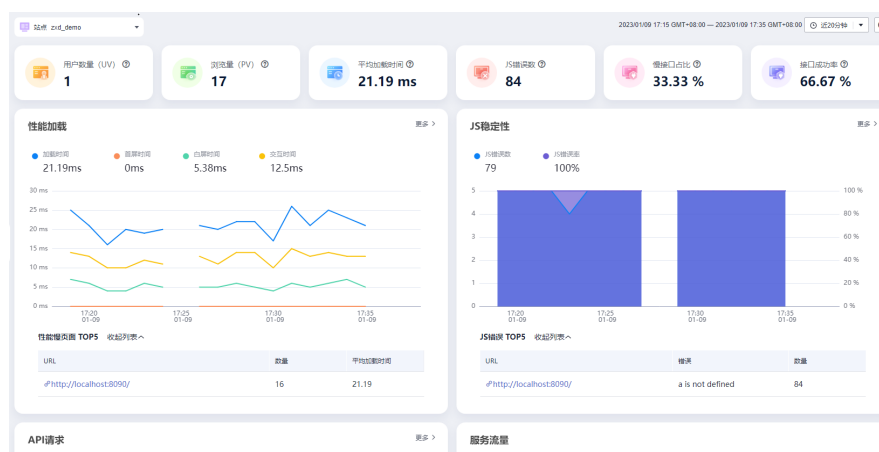 站点 zxd_demo
2023/01/09 17:15 GMT+08:00 — 2023/01/09 17:35 GMT+08:00 近20分钟
用户数量（UV）
1
浏览量（PV）
17
平均加载时间
21.19 ms
JS错误数
84
慢接口占比
33.33 %
接口成功率
66.67 %
性能加载 更多
加载时间 首屏时间 白屏时间 交互时间
21.19ms 0ms 5.38ms 12.5ms
30 ms
25 ms
20 ms
15 ms
10 ms
5 ms
0 ms
17:20 17:25 17:30 17:35
01-09 01-09 01-09 01-09
性能慢页面 TOP5 收起列表
URL 数量 平均加载时间
http://localhost:8090/ 16 21.19
JS稳定性 更多
JS错误数 JS错误率
79 100%
5 100 %
4 80 %
3 60 %
2 40 %
1 20 %
0 0 %
17:20 17:25 17:30 17:35
01-09 01-09 01-09 01-09
JS错误 TOP5 收起列表
URL 错误 数量
http://localhost:8090/ a is not defined 84
API请求 更多
服务流量